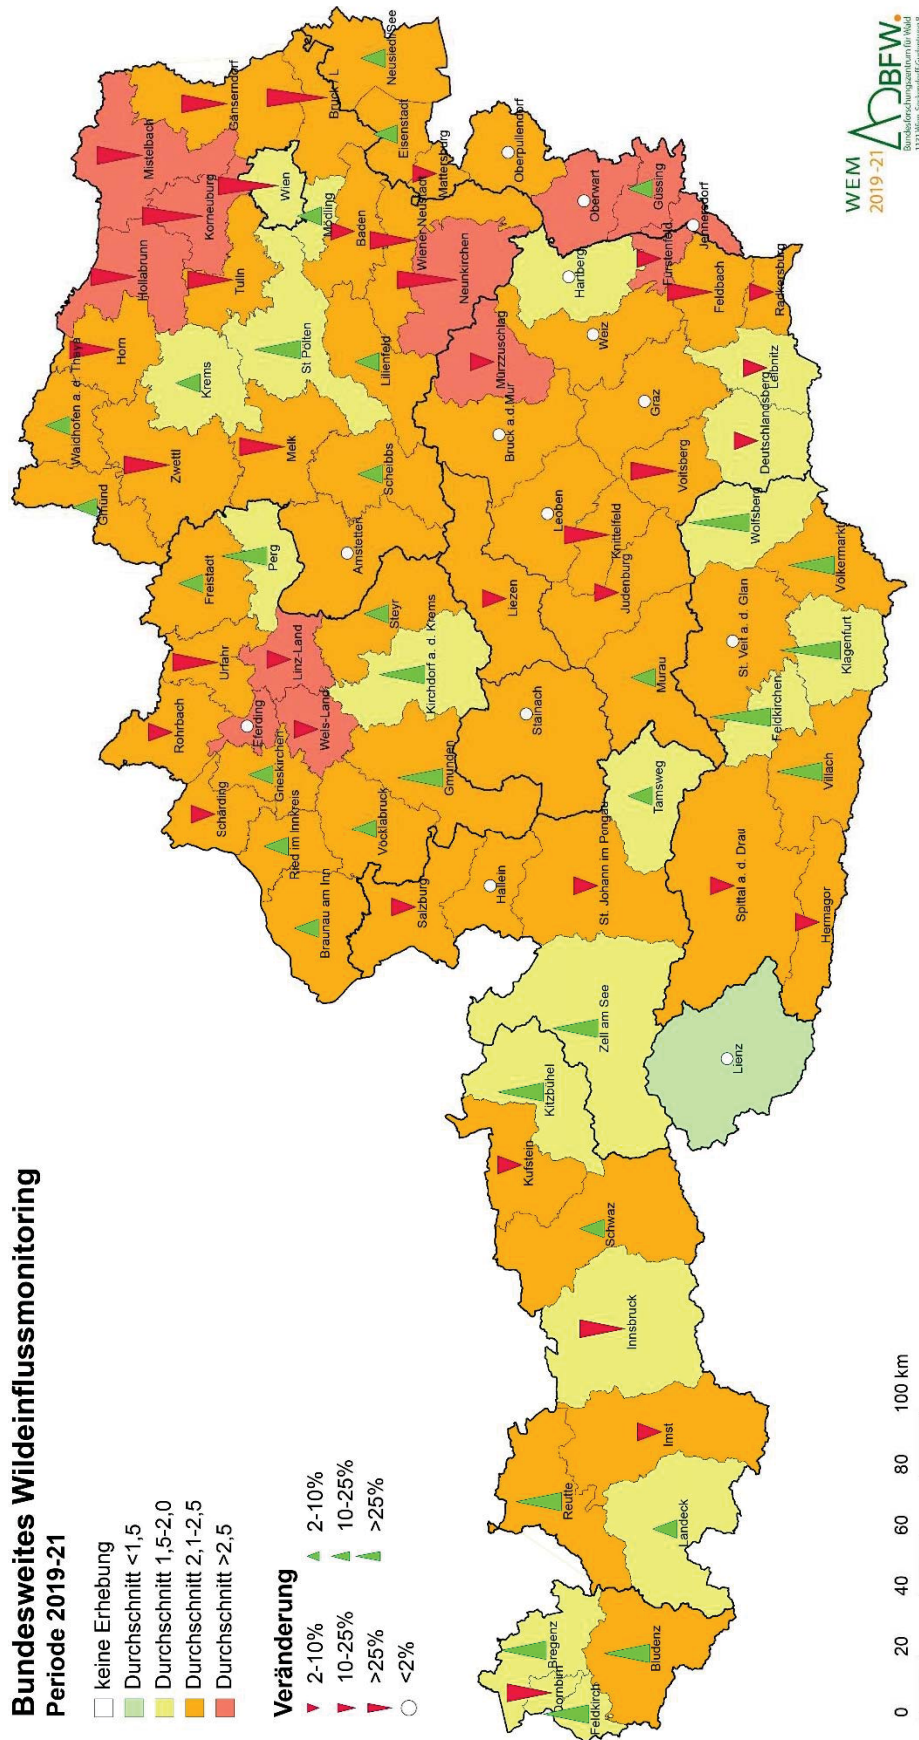 Bundesweites Wildeinflussmonitoring
Periode 2019-21
keine Erhebung
Durchschnitt <1,5
Durchschnitt 1,5-2,0
Durchschnitt 2,1-2,5
Durchschnitt >2,5
Veränderung
2-10%
2-10%
10-25%
10-25%
>25%
>25%
<2%
Gmünd
Waidhofen a. d. Thaya
Horn
Hollabrunn
Mistelbach
Zwettl
Krems
Korneuburg
Gänserndorf
Rohrbach
Urfahr
Freistadt
Perg
Melk
St Pölten
Tulln
Wien
Bruck / L
Schärding
Eferding
Linz-Land
Grieskirchen
Wels-Land
Ried im Innkreis
Braunau am Inn
Amstetten
Scheibbs
Lilienfeld
Mödling
Baden
Eisenstadt
Neusiedl/See
Vöcklabruck
Steyr
Kirchdorf a. d. Krems
Gmunden
Wiener Neustadt
Mattersburg
Salzburg
Hallein
Neunkirchen
Oberpullendorf
Mürzzuschlag
Bruck a.d.Mur
Liezen
Stainach
Leoben
Hartberg
Oberwart
Weiz
Kufstein
Kitzbühel
St. Johann im Pongau
Zell am See
Knittelfeld
Judenburg
Graz
Fürstenfeld
Güssing
Jennersdorf
Voitsberg
Feldbach
Tamsweg
Murau
Schwaz
Innsbruck
Reutte
Imst
Landeck
Bregenz
Dornbirn
Feldkirch
Bludenz
Deutschlandsberg
Leibnitz
Radkersburg
Wolfsberg
Lienz
Spittal a. d. Drau
Hermagor
Feldkirchen
St. Veit a. d. Glan
Villach
Klagenfurt
Völkermarkt
0 20 40 60 80 100 km
WEM
2019-21
BFW.
Bundesforschungszentrum für Wald